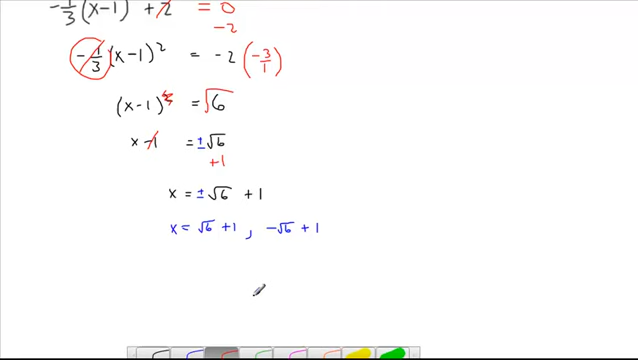 -1/3(x-1) +2 = 0
-2
-1/3(x-1)² = -2(-3/1)
(x-1)² = √6
x-1 = ±√6
+1
x = ±√6 +1
x = √6 +1, -√6 +1